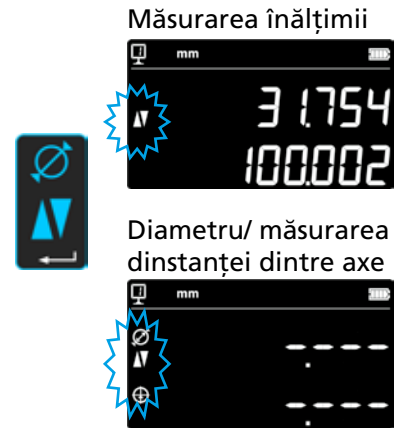 Măsurarea înălțimii
mm
31.754
100.002
Diametru/ măsurarea
dinstanței dintre axe
mm
----
----